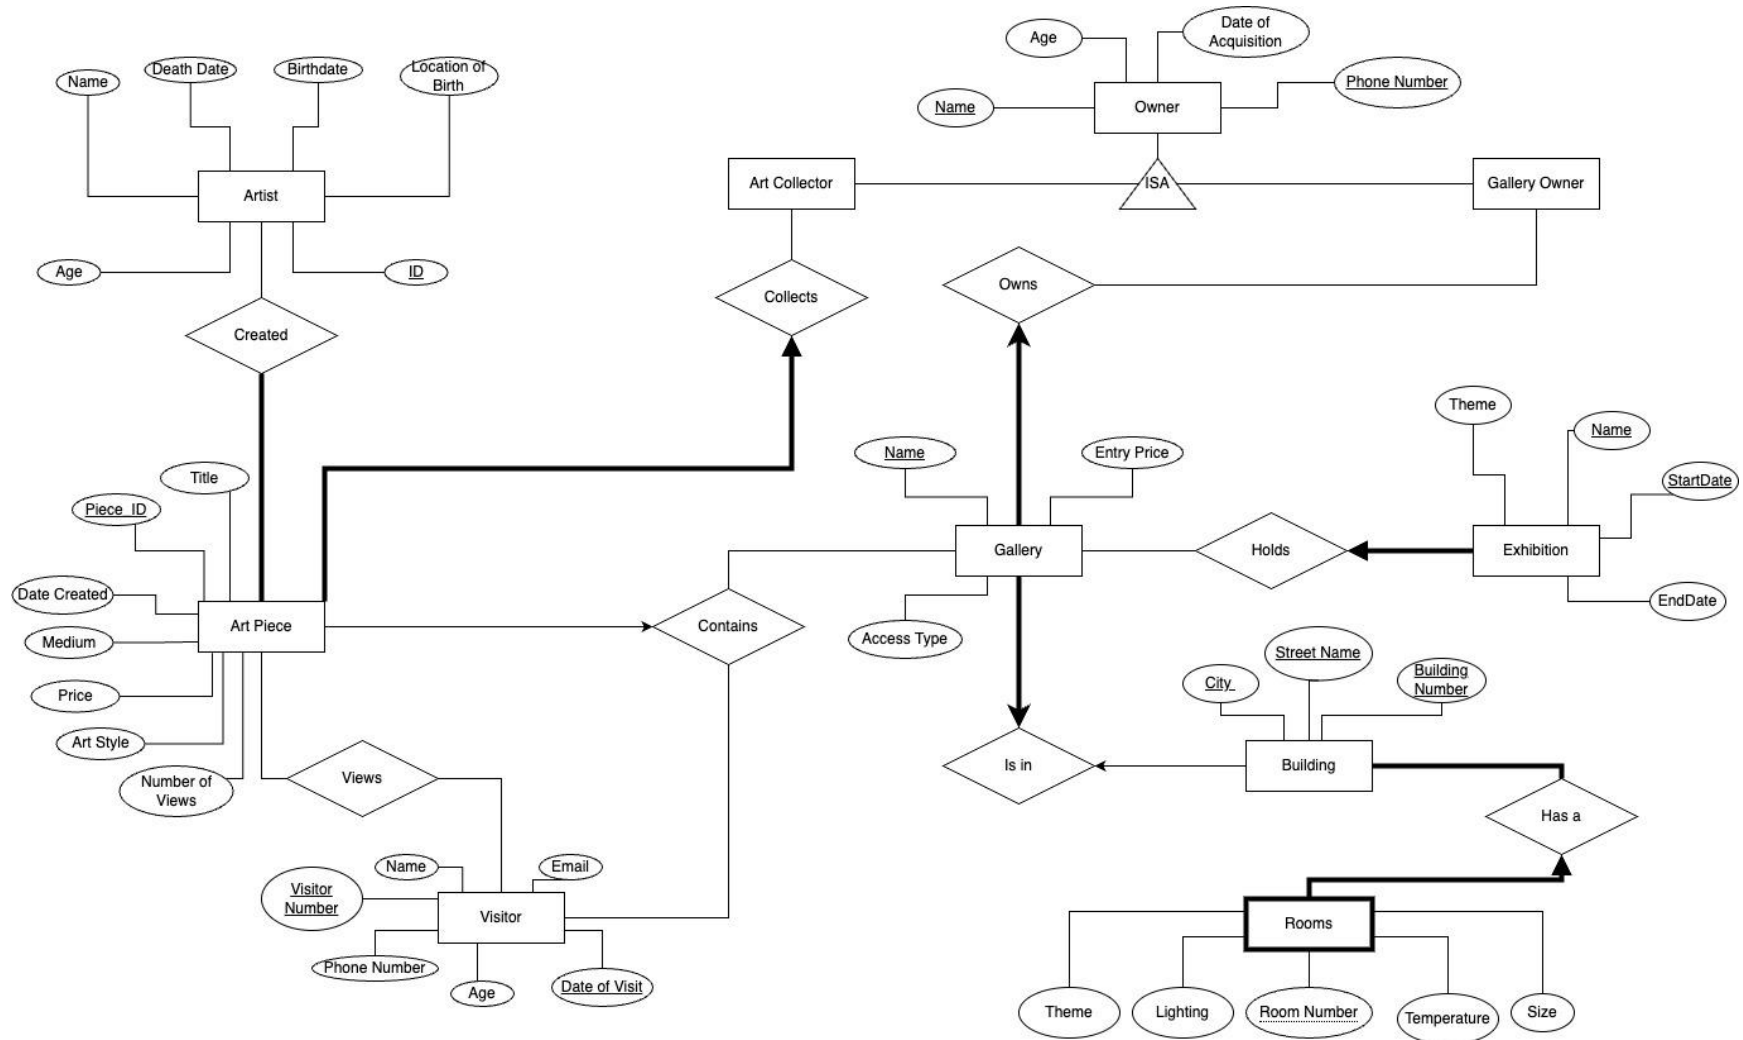 Age
Date of
Acquisition
Name
Death Date
Birthdate
Location of
Birth
Phone Number
Name
Owner
Artist
Art Collector
ISA
Gallery Owner
Age
ID
Collects
Owns
Created
Theme
Name
Title
Name
Entry Price
StartDate
Piece_ID
Gallery
Holds
Exhibition
Date Created
EndDate
Art Piece
Contains
Medium
Access Type
Street Name
City
Building
Number
Price
Art Style
Views
Is in
Building
Number of
Views
Has a
Name
Email
Visitor
Number
Visitor
Rooms
Phone Number
Age
Date of Visit
Theme
Lighting
Room Number
Temperature
Size